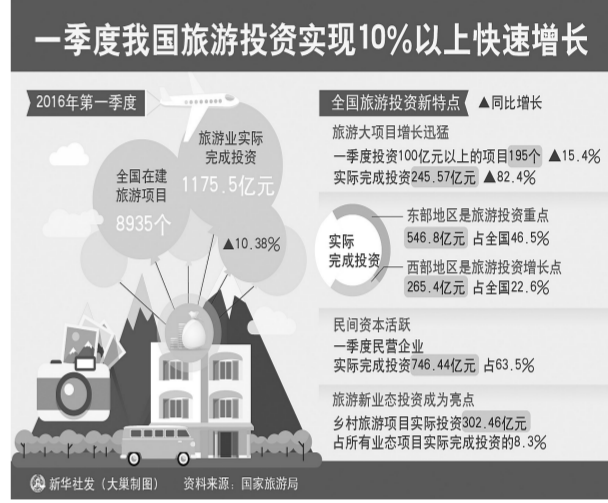 一季度我国旅游投资实现10%以上快速增长
2016年第一季度
全国在建
旅游项目
8935个
旅游业实际
完成投资
1175.5亿元
▲10.38%
全国旅游投资新特点 ▲同比增长
旅游大项目增长迅猛
一季度投资100亿元以上的项目195个 ▲15.4%
实际完成投资245.57亿元 ▲82.4%
实际
完成投资
东部地区是旅游投资重点
546.8亿元 占全国46.5%
西部地区是旅游投资增长点
265.4亿元 占全国22.6%
民间资本活跃
一季度民营企业
实际完成投资746.44亿元 占63.5%
旅游新业态投资成为亮点
乡村旅游项目实际投资302.46亿元
占所有业态项目实际完成投资的8.3%
新华社发（大巢制图） 资料来源：国家旅游局